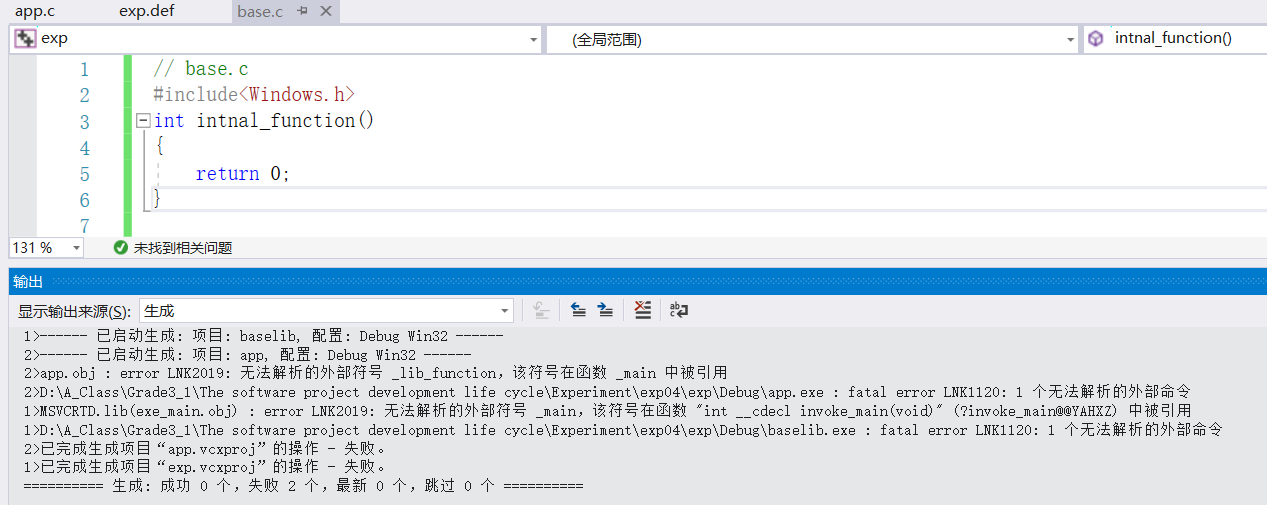 app.c exp.def base.c
exp (全局范围) intnal_function()
1 // base.c
2 #include<Windows.h>
3 int intnal_function()
4 {
5 return 0;
6 }
7
131 % 未找到相关问题
输出
显示输出来源(S): 生成
1>------ 已启动生成: 项目: baselib, 配置: Debug Win32 ------
2>------ 已启动生成: 项目: app, 配置: Debug Win32 ------
2>app.obj : error LNK2019: 无法解析的外部符号 _lib_function，该符号在函数 _main 中被引用
2>D:\A_Class\Grade3_1\The software project development life cycle\Experiment\exp04\exp\Debug\app.exe : fatal error LNK1120: 1 个无法解析的外部命令
1>MSVCRTD.lib(exe_main.obj) : error LNK2019: 无法解析的外部符号 _main，该符号在函数 "int __cdecl invoke_main(void)" (?invoke_main@@YAHXZ) 中被引用
1>D:\A_Class\Grade3_1\The software project development life cycle\Experiment\exp04\exp\Debug\baselib.exe : fatal error LNK1120: 1 个无法解析的外部命令
2>已完成生成项目“app.vcxproj”的操作 - 失败。
1>已完成生成项目“exp.vcxproj”的操作 - 失败。
========== 生成: 成功 0 个，失败 2 个，最新 0 个，跳过 0 个 ==========